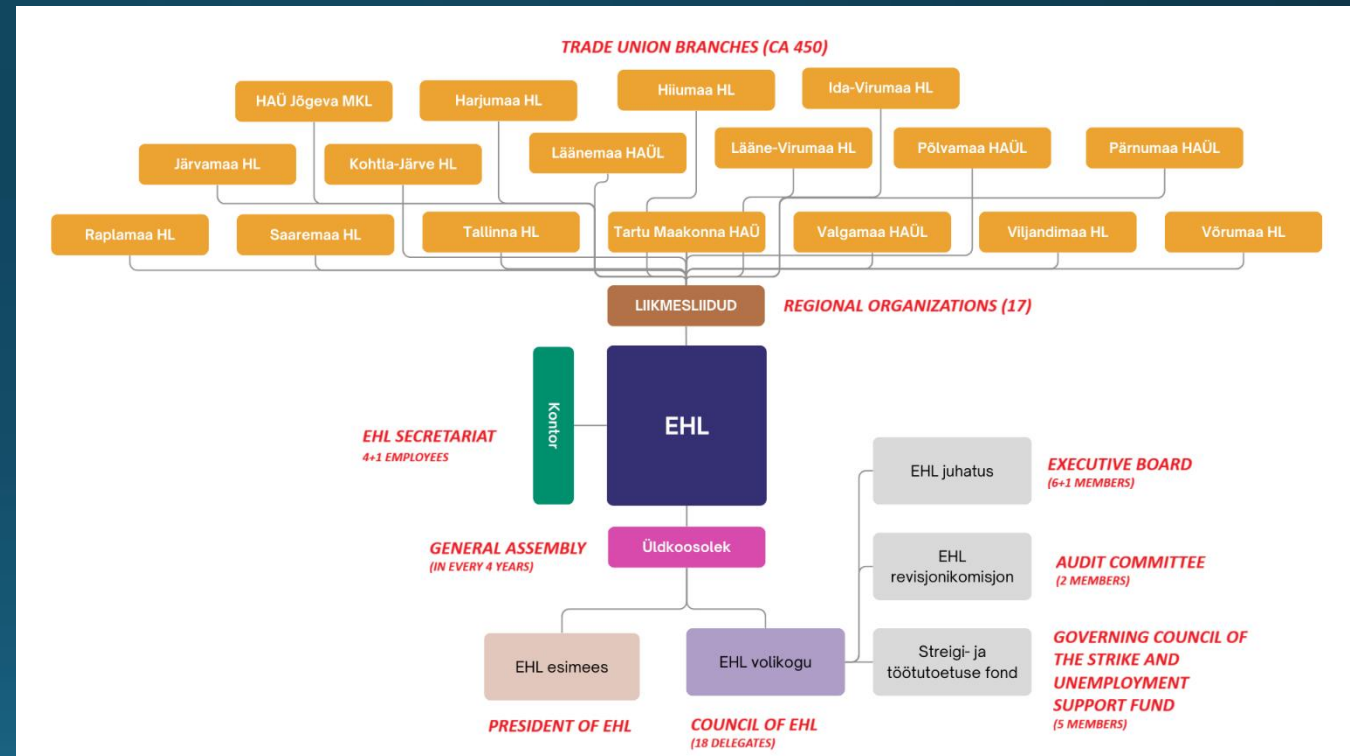 TRADE UNION BRANCHES (CA 450)
HAÜ Jõgeva MKL
Harjumaa HL
Hiiumaa HL
Ida-Virumaa HL
Järvamaa HL
Kohtla-Järve HL
Läänemaa HAÜL
Lääne-Virumaa HL
Põlvamaa HAÜL
Pärnumaa HAÜL
Raplamaa HL
Saaremaa HL
Tallinna HL
Tartu Maakonna HAÜ
Valgamaa HAÜL
Viljandimaa HL
Võrumaa HL
LIIKMESLIIDUD
REGIONAL ORGANIZATIONS (17)
Kontor
EHL
EHL SECRETARIAT
4+1 EMPLOYEES
EHL juhatus
EXECUTIVE BOARD
(6+1 MEMBERS)
GENERAL ASSEMBLY
(IN EVERY 4 YEARS)
Üldkoosolek
EHL
revisjonikomisjon
AUDIT COMMITTEE
(2 MEMBERS)
EHL esimees
PRESIDENT OF EHL
EHL volikogu
COUNCIL OF EHL
(18 DELEGATES)
Streigi- ja
töötutoetuse fond
GOVERNING COUNCIL OF
THE STRIKE AND
UNEMPLOYMENT
SUPPORT FUND
(5 MEMBERS)